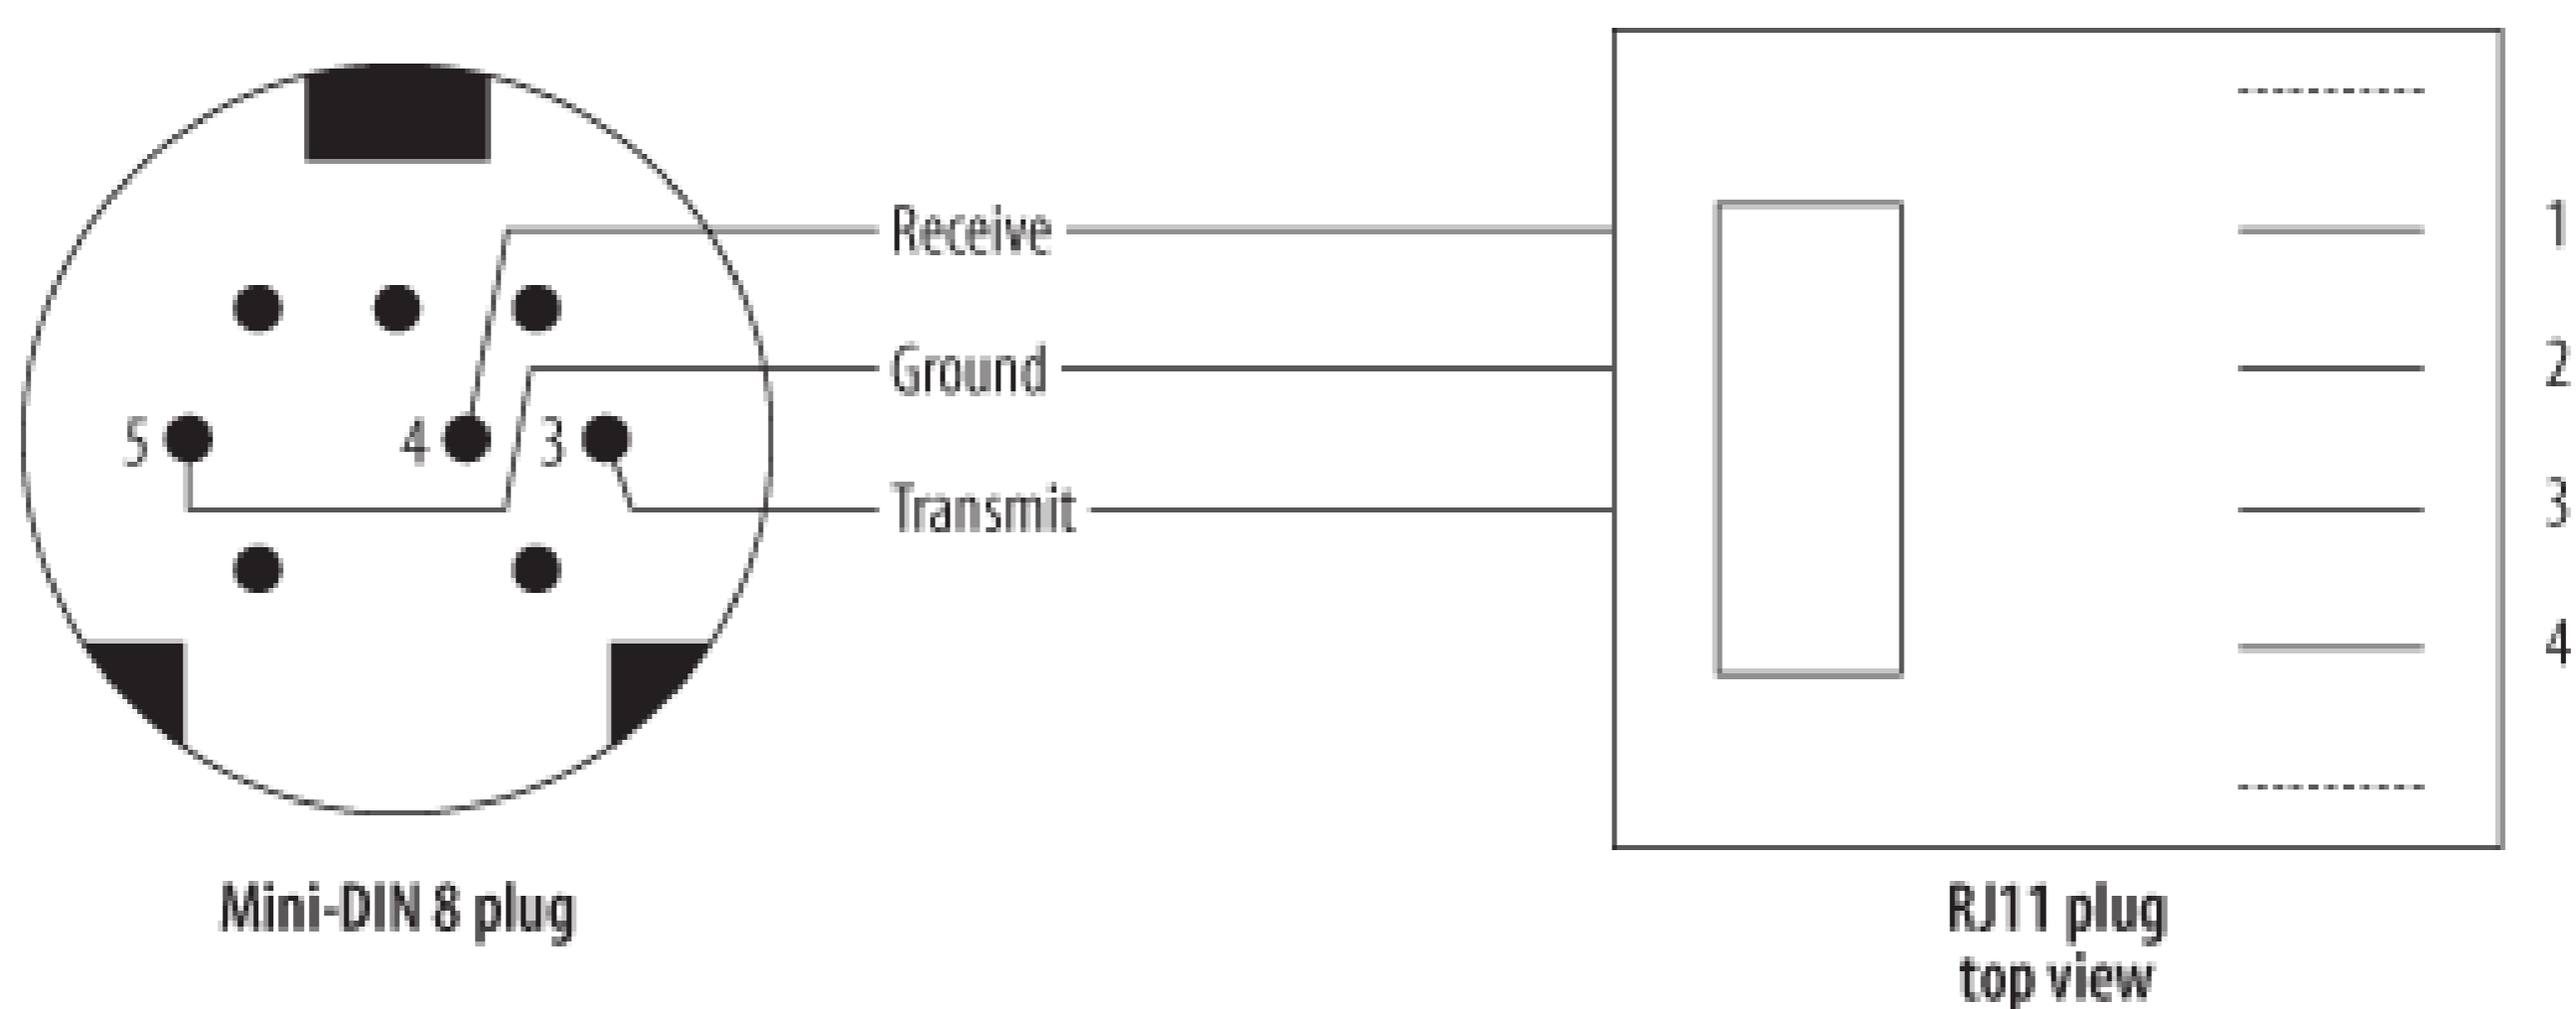 Receive
1
Ground
2
5 4 3
Transmit
3
4
Mini-DIN 8 plug
RJ11 plug
top view